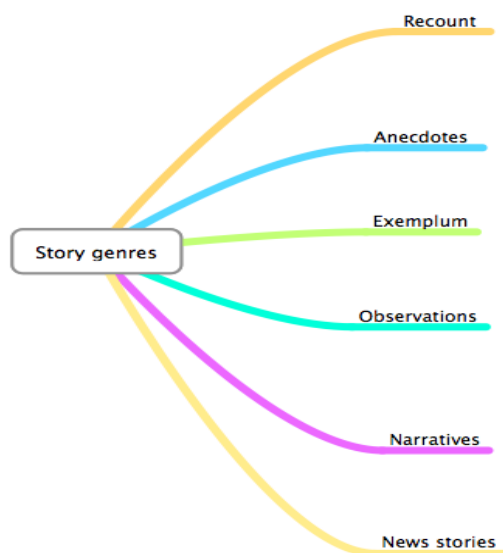 Recount
Anecdotes
Exemplum
Story genres
Observations
Narratives
News stories